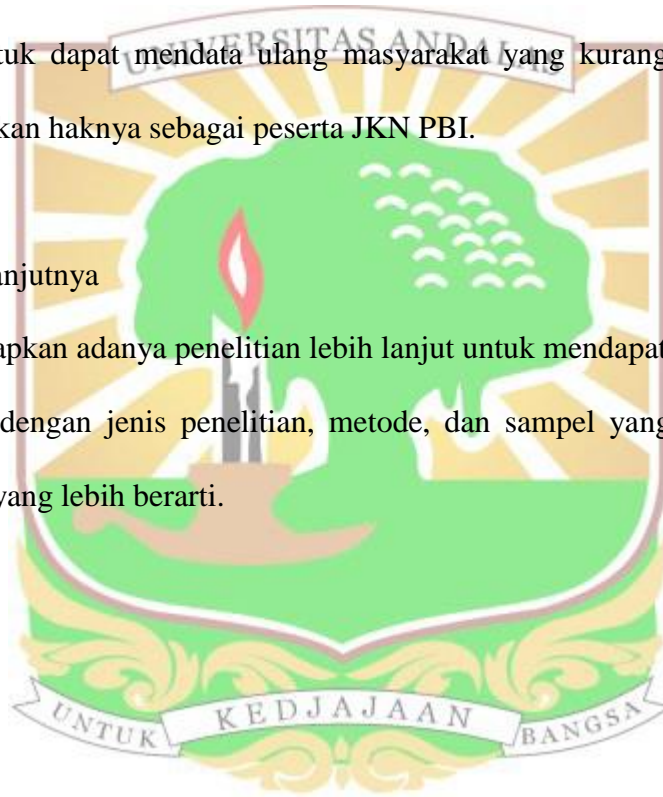 UNIVERSITAS ANDALAS
tuk dapat mendata ulang masyarakat yang kurang
kan haknya sebagai peserta JKN PBI.
anjutnya
apkan adanya penelitian lebih lanjut untuk mendapat
dengan jenis penelitian, metode, dan sampel yang
yang lebih berarti.
UNTUK KEDJAJAAN BANGSA